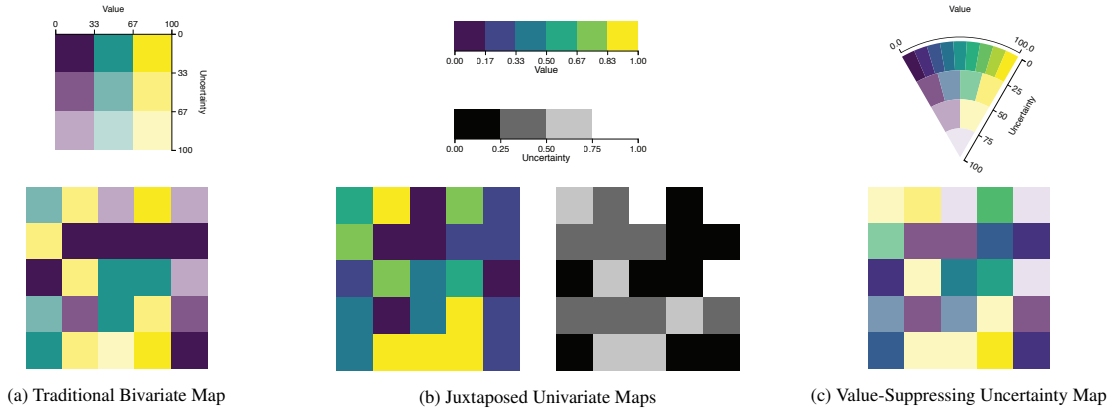 Value
0 33 67 100
0
33
67
100
Uncertainty
0.00 0.17 0.33 0.50 0.67 0.83 1.00
Value
0.00 0.25 0.50 0.75 1.00
Uncertainty
Value
0.0 100.0
0
25
50
75
100
Uncertainty
(a) Traditional Bivariate Map
(b) Juxtaposed Univariate Maps
(c) Value-Suppressing Uncertainty Map